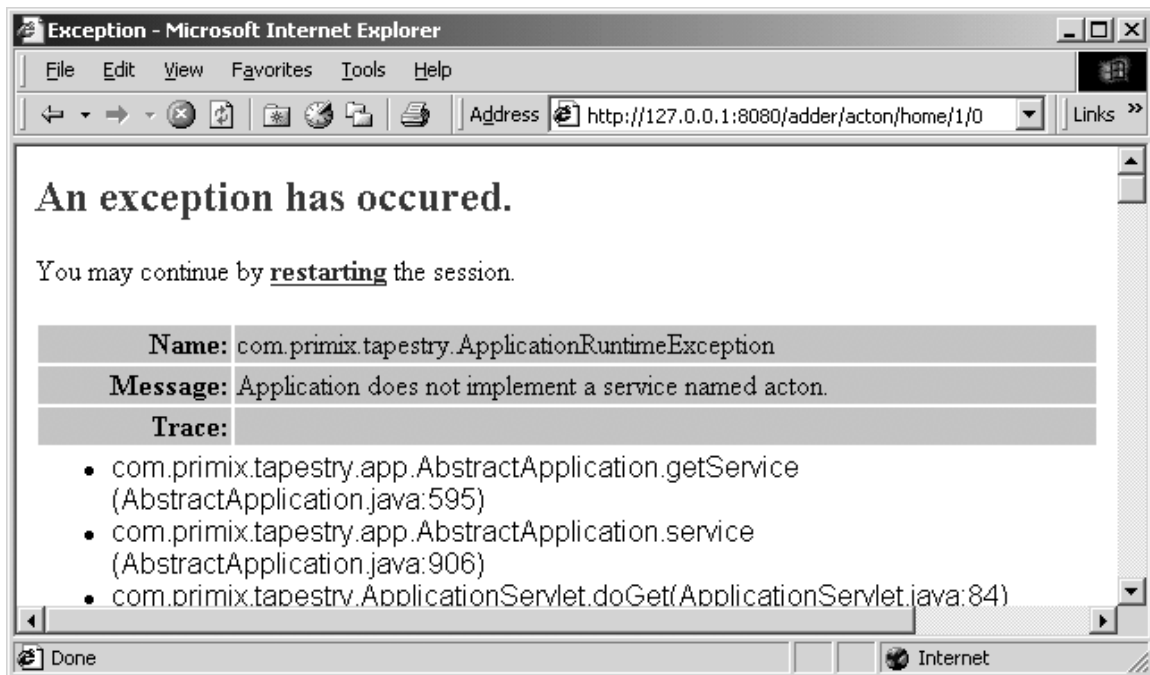 Exception - Microsoft Internet Explorer
File Edit View Favorites Tools Help
Address http://127.0.0.1:8080/adder/acton/home/1/0 Links »
An exception has occured.
You may continue by restarting the session.
Name: com.primix.tapestry.ApplicationRuntimeException
Message: Application does not implement a service named acton.
Trace:
• com.primix.tapestry.app.AbstractApplication.getService
(AbstractApplication.java:595)
• com.primix.tapestry.app.AbstractApplication.service
(AbstractApplication.java:906)
• com.primix.tapestry.ApplicationServlet.doGet(ApplicationServlet.java:84)
Done Internet